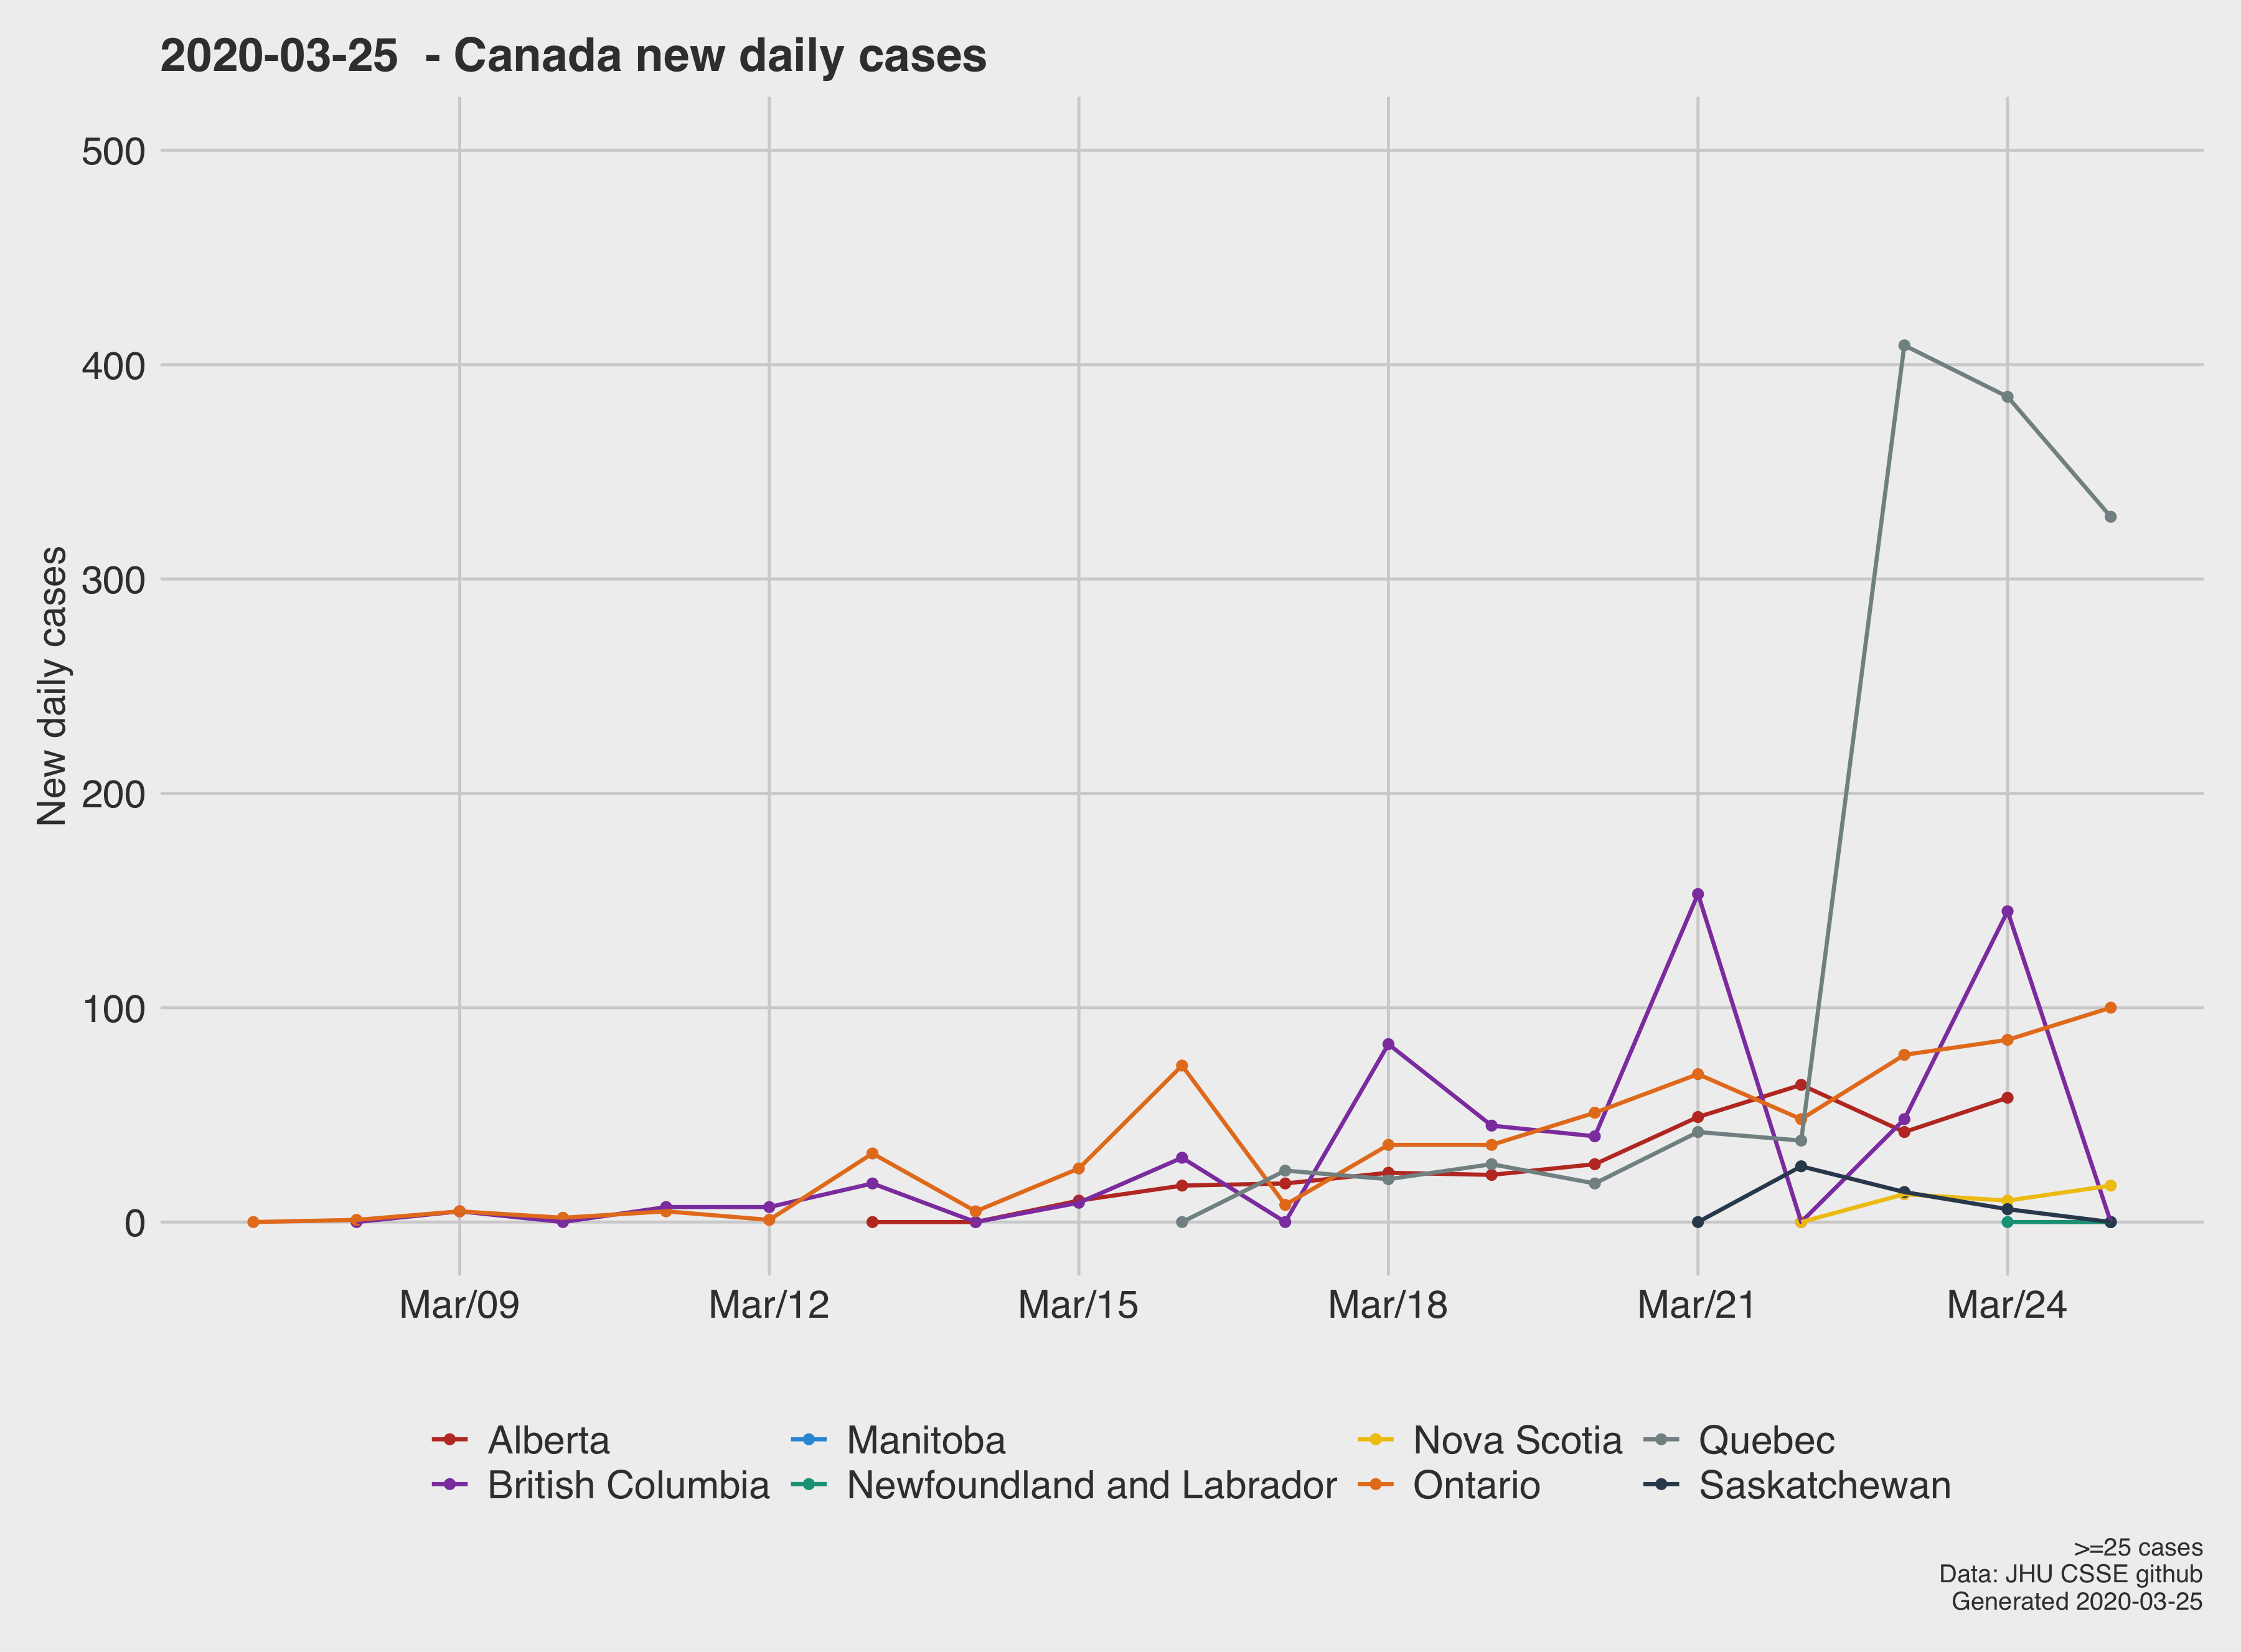 2020-03-25  - Canada new daily cases
New daily cases
500
400
300
200
100
0
Mar/09 Mar/12 Mar/15 Mar/18 Mar/21 Mar/24
Alberta Manitoba Nova Scotia Quebec
British Columbia Newfoundland and Labrador Ontario Saskatchewan
>=25 cases
Data: JHU CSSE github
Generated 2020-03-25